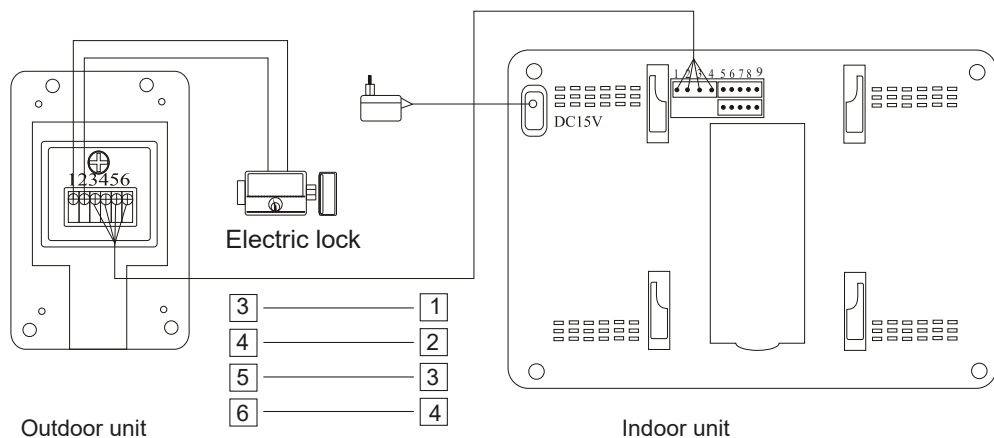 1 2 3 4 5 6 7 8 9
DC15V
123456
Electric lock
3 1
4 2
5 3
6 4
Outdoor unit
Indoor unit